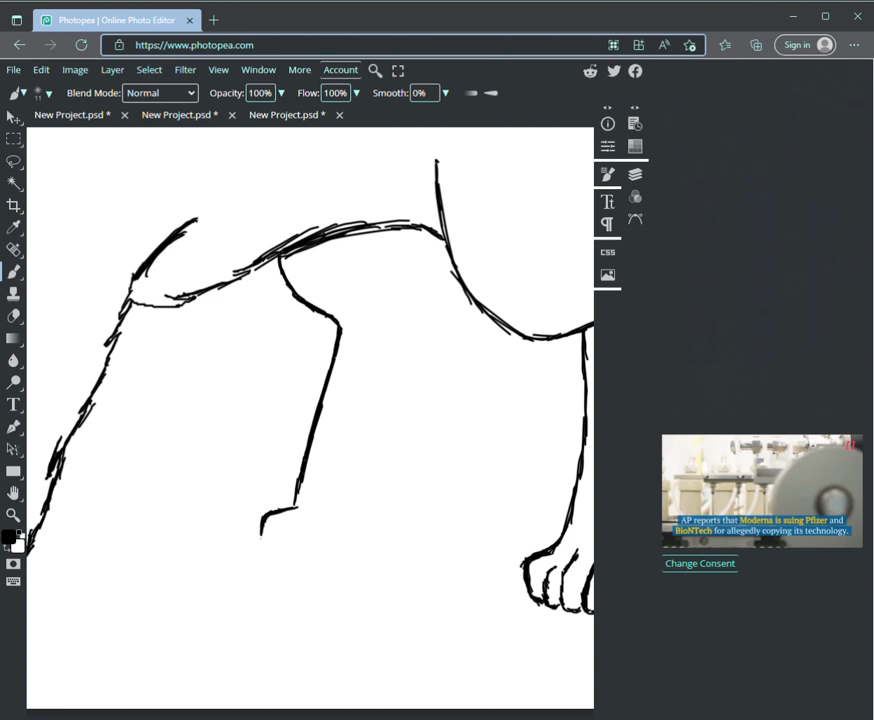 Photopea | Online Photo Editor
https://www.photopea.com
Sign in
File Edit Image Layer Select Filter View Window More Account
Blend Mode: Normal Opacity: 100% Flow: 100% Smooth: 0%
New Project.psd * New Project.psd * New Project.psd *
11
CSS
AP reports that Moderna is suing Pfizer and
BioNTech for allegedly copying its technology.
Change Consent